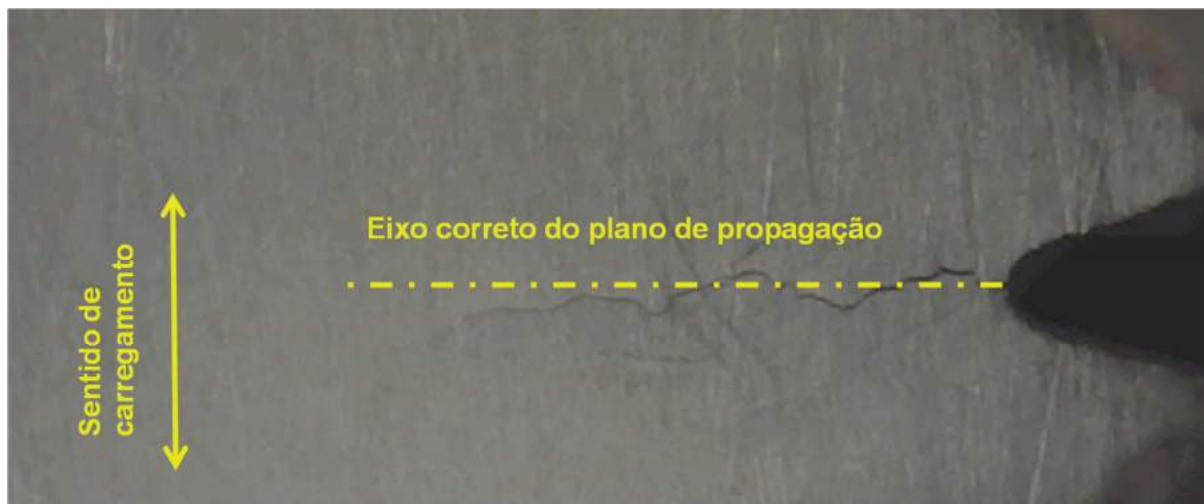 Eixo correto do plano de propagação
Sentido de
carregamento